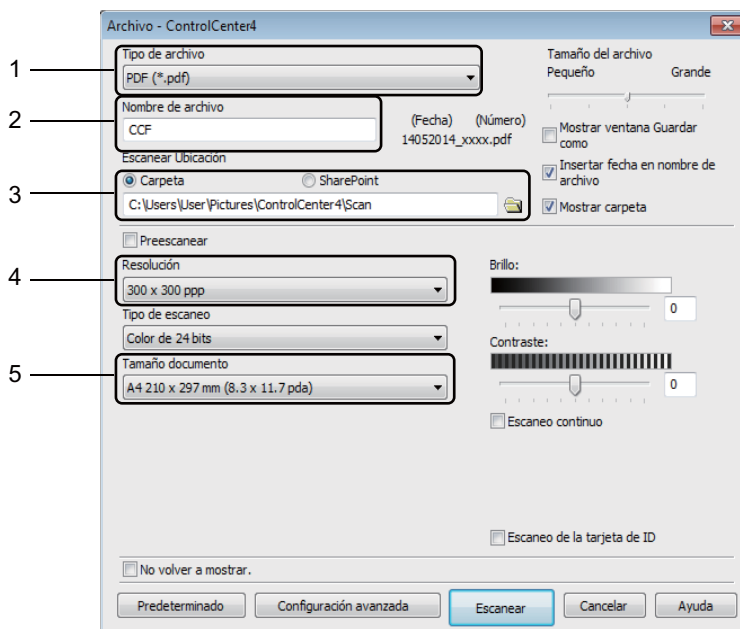 Archivo - ControlCenter4
1
Tipo de archivo
PDF (*.pdf)
2
Nombre de archivo
CCF
(Fecha) (Número)
14052014_xxxx.pdf
Tamaño del archivo
Pequeño Grande
Mostrar ventana Guardar
como
Insertar fecha en nombre de
archivo
Mostrar carpeta
3
Escanear Ubicación
Carpeta SharePoint
C:\Users\User\Pictures\ControlCenter4\Scan
Preescanear
4
Resolución
300 x 300 ppp
Tipo de escaneo
Color de 24 bits
5
Tamaño documento
A4 210 x 297 mm (8.3 x 11.7 pda)
Brillo:
0
Contraste:
0
Escaneo continuo
Escaneo de la tarjeta de ID
No volver a mostrar.
Predeterminado Configuración avanzada Escanear Cancelar Ayuda